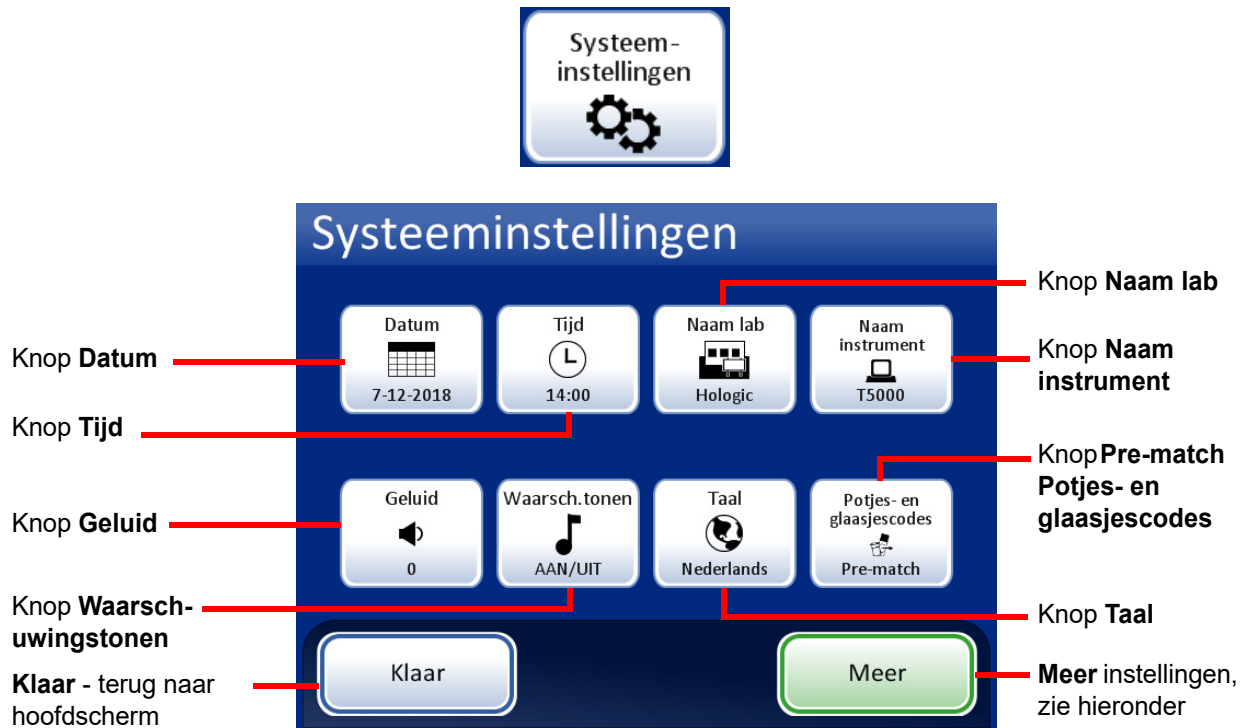 Systeem-
instellingen
Systeeminstellingen
Datum
7-12-2018
Tijd
14:00
Naam lab
Hologic
Naam
instrument
T5000
Geluid
0
Waarsch.tonen
AAN/UIT
Taal
Nederlands
Potjes- en
glaasjescodes
Pre-match
Klaar
Meer
Knop Datum
Knop Tijd
Knop Geluid
Knop Waarsch-
uwingstonen
Klaar - terug naar
hoofdscherm
Knop Naam lab
Knop Naam
instrument
Knop Pre-match
Potjes- en
glaasjescodes
Knop Taal
Meer instellingen,
zie hieronder